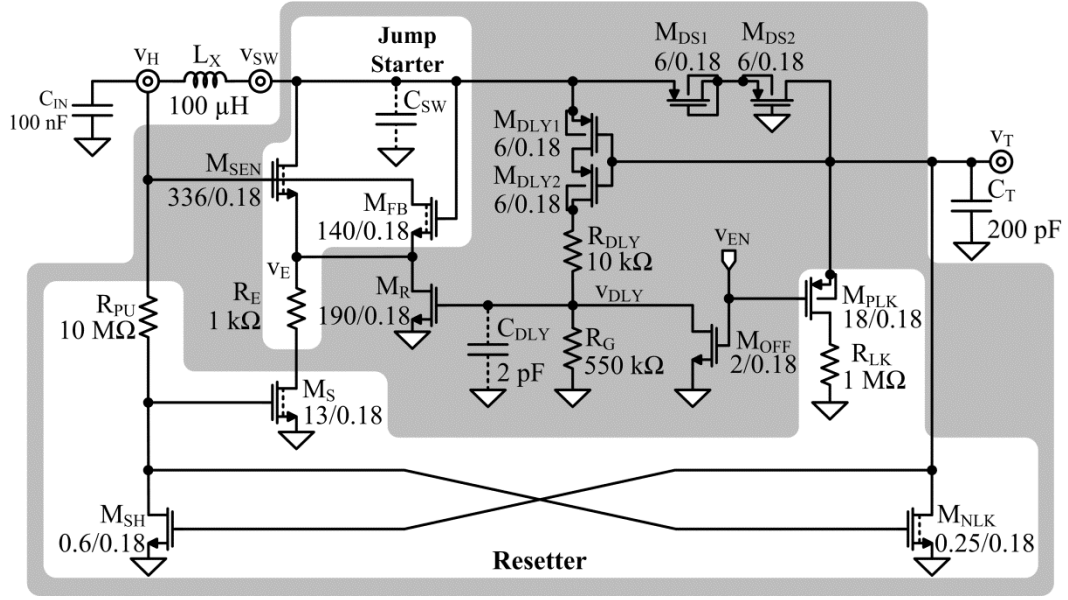 Jump
Starter
v_H
L_X
v_SW
100 μH
C_IN
100 nF
C_SW
M_DS1
6/0.18
M_DS2
6/0.18
M_DLY1
6/0.18
M_DLY2
6/0.18
v_T
C_T
200 pF
M_SEN
336/0.18
M_FB
140/0.18
R_DLY
10 kΩ
v_EN
v_E
R_E
1 kΩ
M_R
190/0.18
v_DLY
C_DLY
2 pF
R_G
550 kΩ
M_OFF
2/0.18
M_PLK
18/0.18
R_LK
1 MΩ
R_PU
10 MΩ
M_S
13/0.18
M_SH
0.6/0.18
M_NLK
0.25/0.18
Resetter